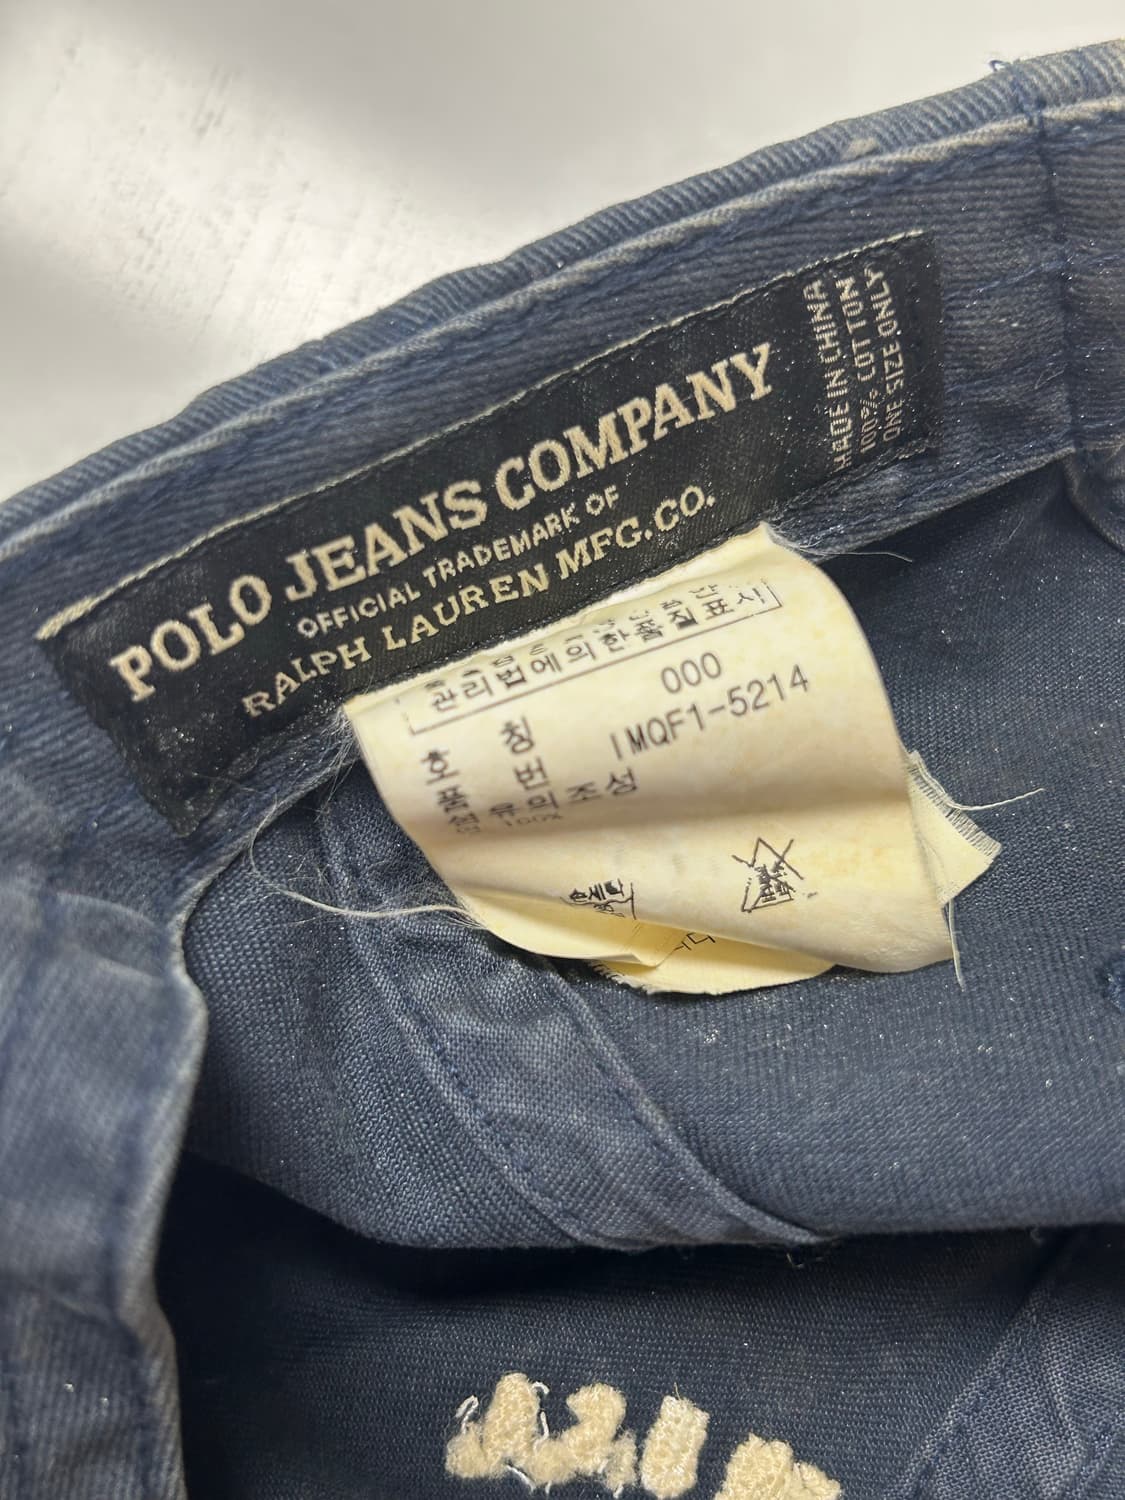 POLO JEANS COMPANY
OFFICIAL TRADEMARK OF
RALPH LAUREN MFG.CO.
MADE IN CHINA
100% COTTON
ONE SIZE ONLY
관리법에의한품질표시
호 칭 000
품 번 IMQF1-5214
섬유의조성
100%